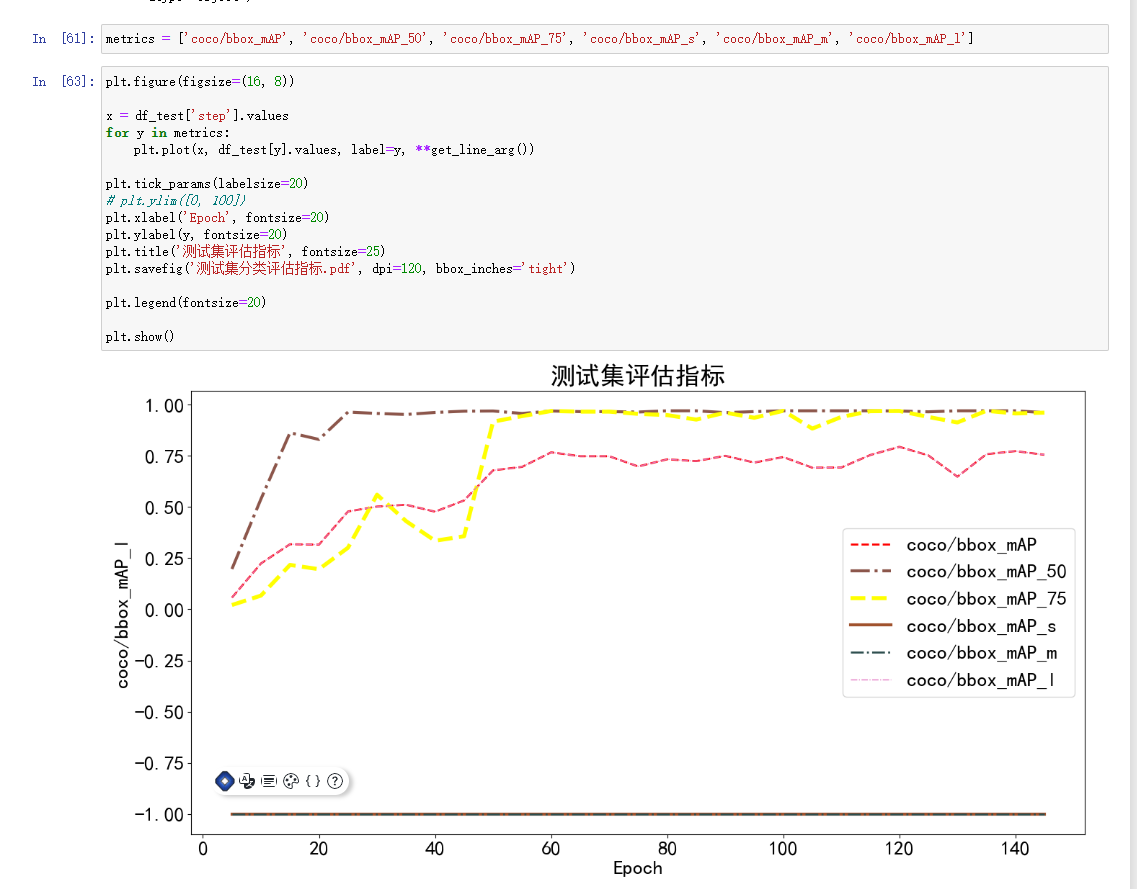 In [61]: metrics = ['coco/bbox_mAP', 'coco/bbox_mAP_50', 'coco/bbox_mAP_75', 'coco/bbox_mAP_s', 'coco/bbox_mAP_m', 'coco/bbox_mAP_l']
In [63]: plt.figure(figsize=(16, 8))
x = df_test['step'].values
for y in metrics:
    plt.plot(x, df_test[y].values, label=y, **get_line_arg())
plt.tick_params(labelsize=20)
# plt.ylim([0, 100])
plt.xlabel('Epoch', fontsize=20)
plt.ylabel(y, fontsize=20)
plt.title('测试集评估指标', fontsize=25)
plt.savefig('测试集分类评估指标.pdf', dpi=120, bbox_inches='tight')
plt.legend(fontsize=20)
plt.show()
测试集评估指标
1.00
0.75
0.50
0.25
0.00
-0.25
-0.50
-0.75
-1.00
coco/bbox_mAP_l
coco/bbox_mAP
coco/bbox_mAP_50
coco/bbox_mAP_75
coco/bbox_mAP_s
coco/bbox_mAP_m
coco/bbox_mAP_l
0 20 40 60 80 100 120 140
Epoch